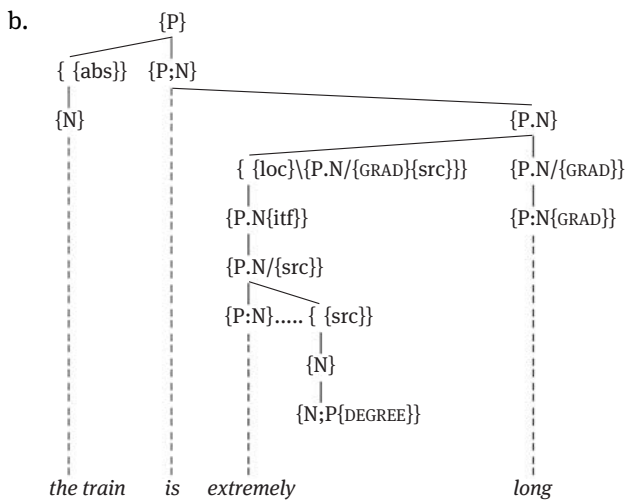 b. {P}
{ {abs}} {P;N}
{N} {P.N}
{ {loc}\{P.N/{GRAD}{src}}} {P.N/{GRAD}}
{P.N{itf}} {P:N{GRAD}}
{P.N/{src}}
{P:N}..... { {src}}
{N}
{N;P{DEGREE}}
the train is extremely long